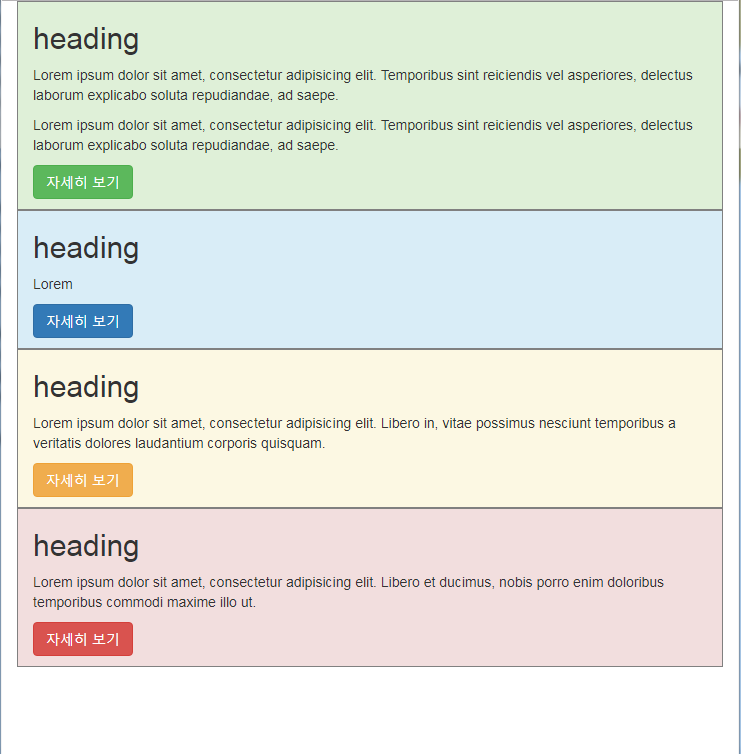 heading
Lorem ipsum dolor sit amet, consectetur adipisicing elit. Temporibus sint reiciendis vel asperiores, delectus
laborum explicabo soluta repudiandae, ad saepe.
Lorem ipsum dolor sit amet, consectetur adipisicing elit. Temporibus sint reiciendis vel asperiores, delectus
laborum explicabo soluta repudiandae, ad saepe.
자세히 보기
heading
Lorem
자세히 보기
heading
Lorem ipsum dolor sit amet, consectetur adipisicing elit. Libero in, vitae possimus nesciunt temporibus a
veritatis dolores laudantium corporis quisquam.
자세히 보기
heading
Lorem ipsum dolor sit amet, consectetur adipisicing elit. Libero et ducimus, nobis porro enim doloribus
temporibus commodi maxime illo ut.
자세히 보기